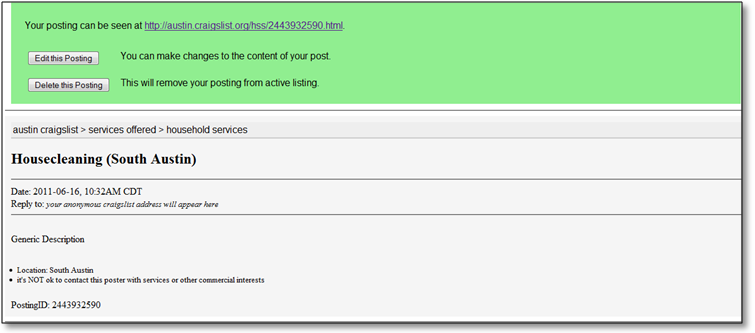 Your posting can be seen at http://austin.craigslist.org/hss/2443932590.html.
Edit this Posting You can make changes to the content of your post.
Delete this Posting This will remove your posting from active listing.
austin craigslist > services offered > household services
Housecleaning (South Austin)
Date: 2011-06-16, 10:32AM CDT
Reply to: your anonymous craigslist address will appear here
Generic Description
• Location: South Austin
• it's NOT ok to contact this poster with services or other commercial interests
PostingID: 2443932590